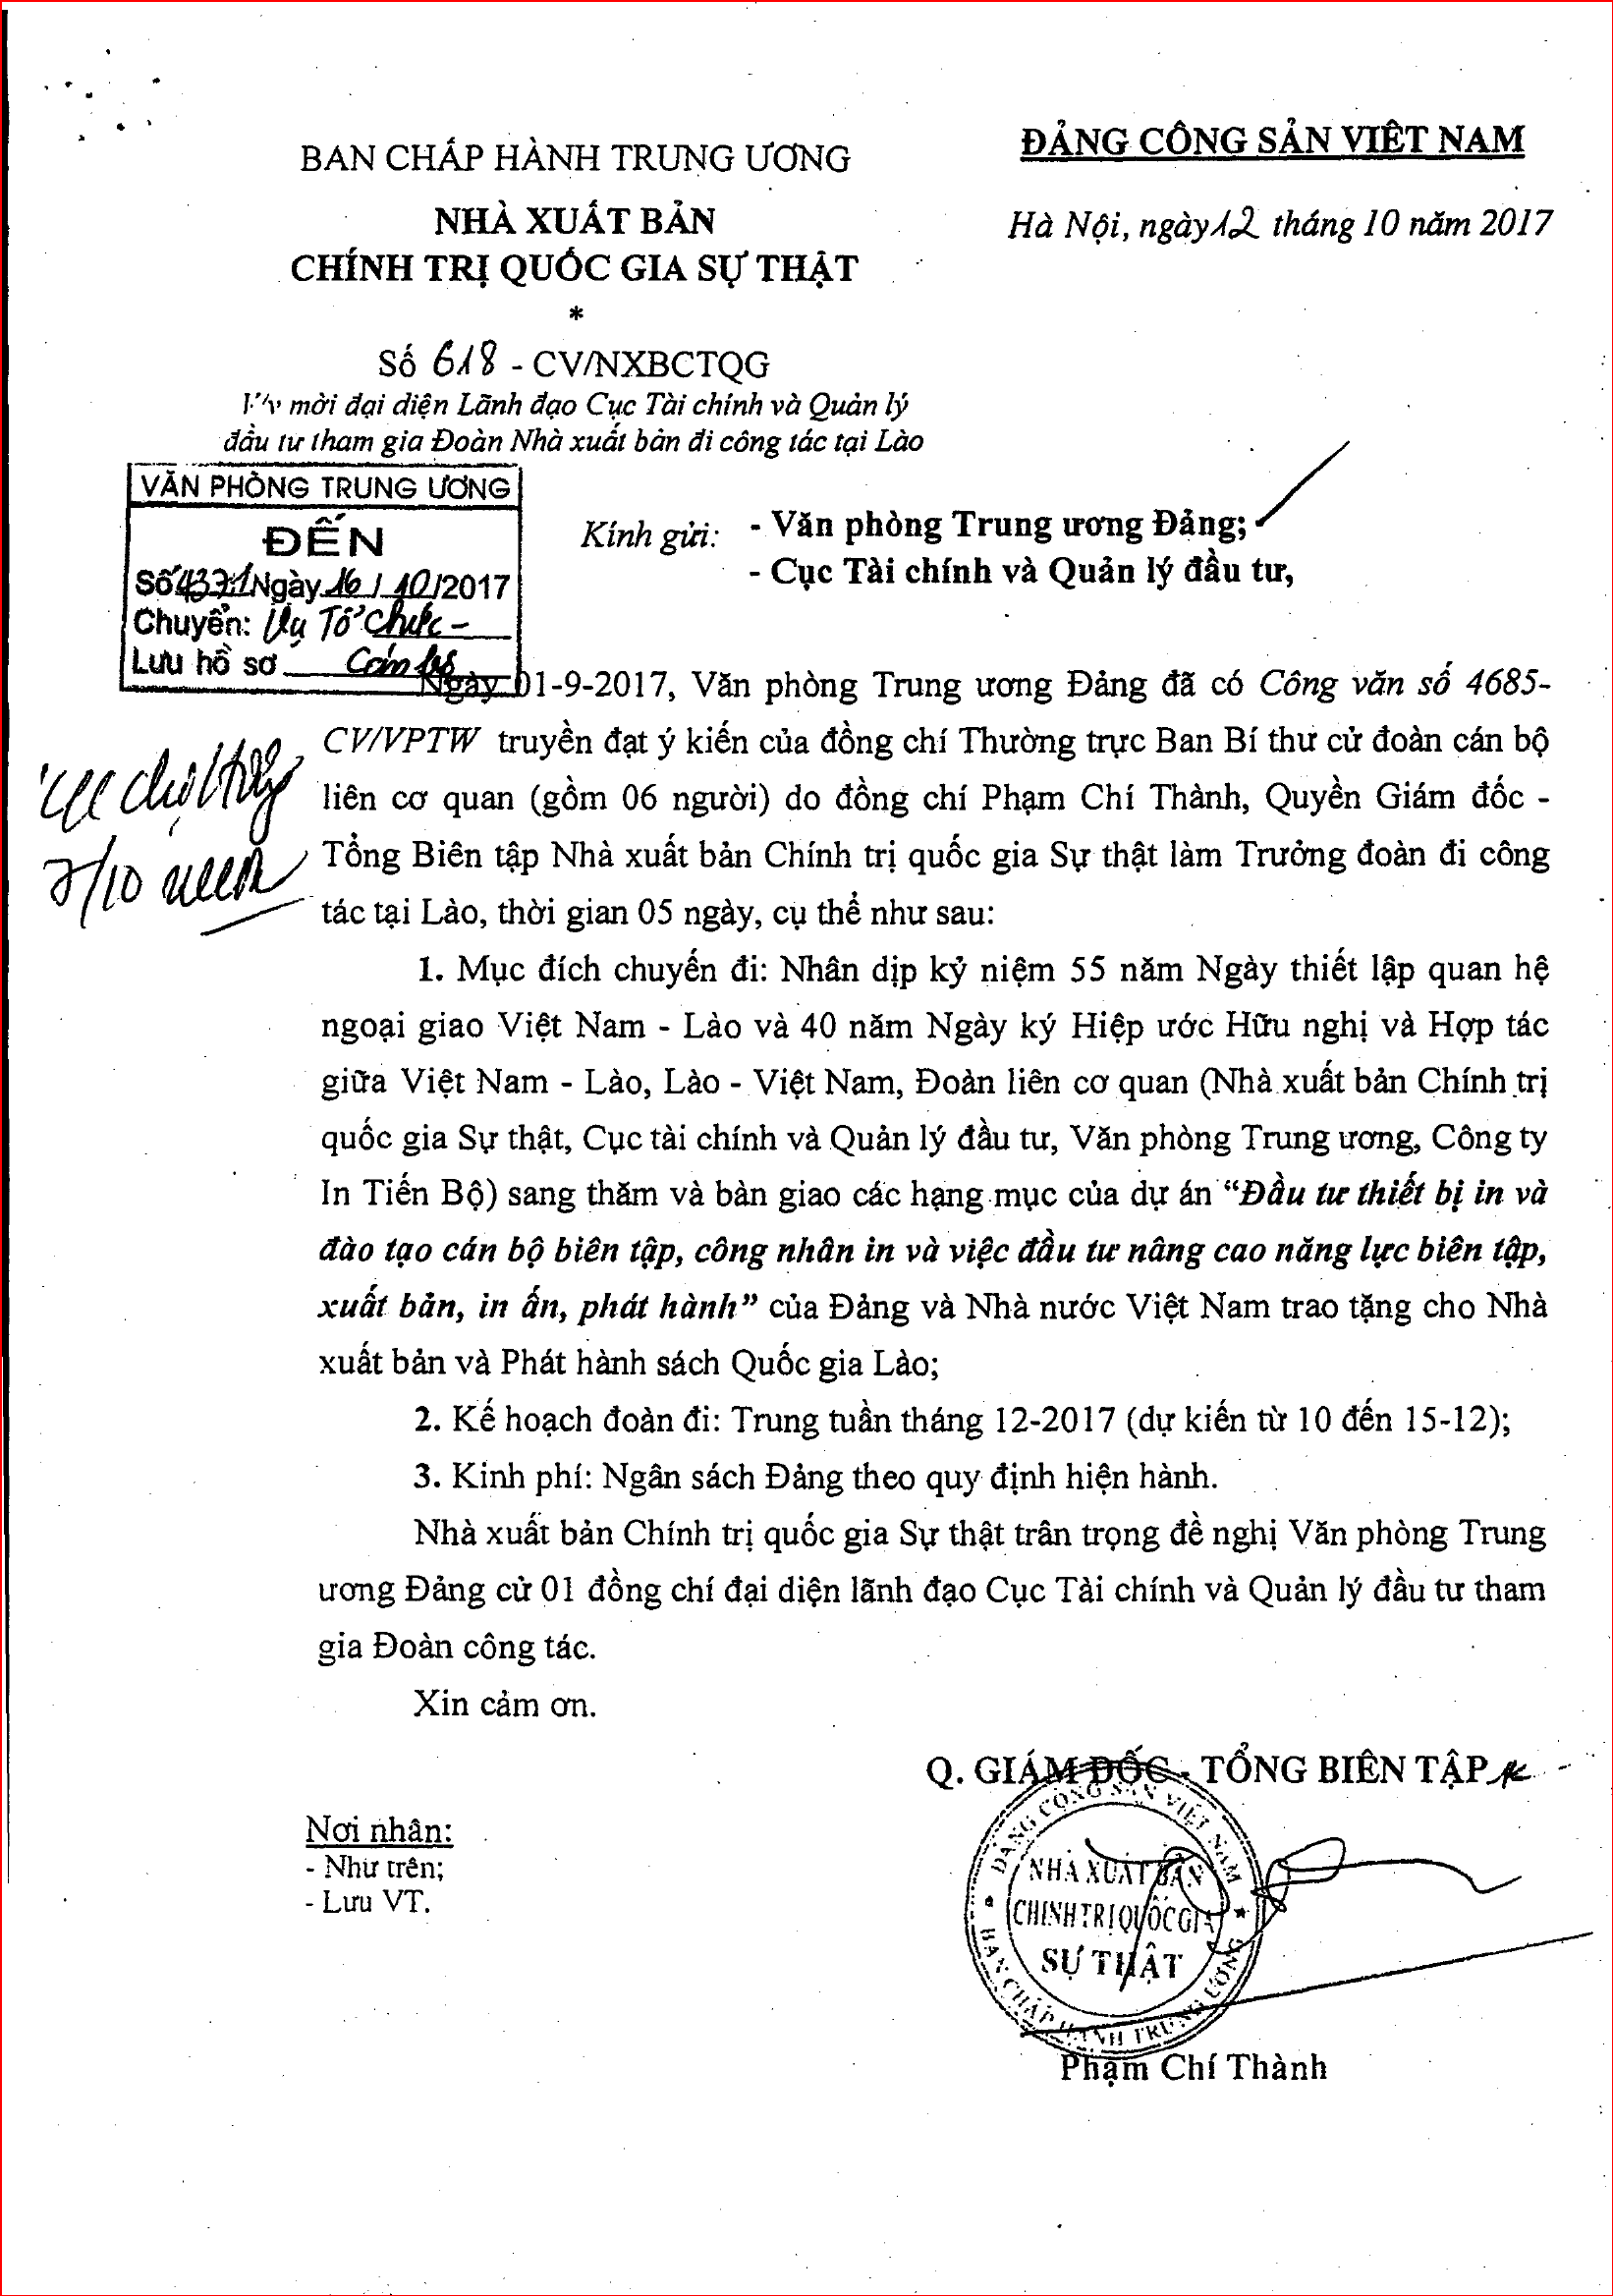 BAN CHẤP HÀNH TRUNG ƯƠNG
NHÀ XUẤT BẢN
CHÍNH TRỊ QUỐC GIA SỰ THẬT
*
Số 618 - CV/NXBCTQG
V/v mời đại diện Lãnh đạo Cục Tài chính và Quản lý
đầu tư tham gia Đoàn Nhà xuất bản đi công tác tại Lào
ĐẢNG CỘNG SẢN VIỆT NAM
Hà Nội, ngày 12 tháng 10 năm 2017
VĂN PHÒNG TRUNG ƯƠNG
ĐẾN
Số 4371 Ngày 16/10/2017
Chuyển: Vụ Tổ chức -
Lưu hồ sơ Cán bộ
Kính gửi: - Văn phòng Trung ương Đảng;
- Cục Tài chính và Quản lý đầu tư,
Ngày 01-9-2017, Văn phòng Trung ương Đảng đã có Công văn số 4685-
CV/VPTW truyền đạt ý kiến của đồng chí Thường trực Ban Bí thư cử đoàn cán bộ
liên cơ quan (gồm 06 người) do đồng chí Phạm Chí Thành, Quyền Giám đốc -
Tổng Biên tập Nhà xuất bản Chính trị quốc gia Sự thật làm Trưởng đoàn đi công
tác tại Lào, thời gian 05 ngày, cụ thể như sau:
1. Mục đích chuyến đi: Nhân dịp kỷ niệm 55 năm Ngày thiết lập quan hệ
ngoại giao Việt Nam - Lào và 40 năm Ngày ký Hiệp ước Hữu nghị và Hợp tác
giữa Việt Nam - Lào, Lào - Việt Nam, Đoàn liên cơ quan (Nhà xuất bản Chính trị
quốc gia Sự thật, Cục tài chính và Quản lý đầu tư, Văn phòng Trung ương, Công ty
In Tiến Bộ) sang thăm và bàn giao các hạng mục của dự án “Đầu tư thiết bị in và
đào tạo cán bộ biên tập, công nhân in và việc đầu tư nâng cao năng lực biên tập,
xuất bản, in ấn, phát hành” của Đảng và Nhà nước Việt Nam trao tặng cho Nhà
xuất bản và Phát hành sách Quốc gia Lào;
2. Kế hoạch đoàn đi: Trung tuần tháng 12-2017 (dự kiến từ 10 đến 15-12);
3. Kinh phí: Ngân sách Đảng theo quy định hiện hành.
Nhà xuất bản Chính trị quốc gia Sự thật trân trọng đề nghị Văn phòng Trung
ương Đảng cử 01 đồng chí đại diện lãnh đạo Cục Tài chính và Quản lý đầu tư tham
gia Đoàn công tác.
Xin cảm ơn.
Q. GIÁM ĐỐC - TỔNG BIÊN TẬP
ĐẢNG CỘNG SẢN VIỆT NAM
NHÀ XUẤT BẢN
CHÍNH TRỊ QUỐC GIA
SỰ THẬT
BAN CHẤP HÀNH TRUNG ƯƠNG
Phạm Chí Thành
Nơi nhận:
- Như trên;
- Lưu VT.